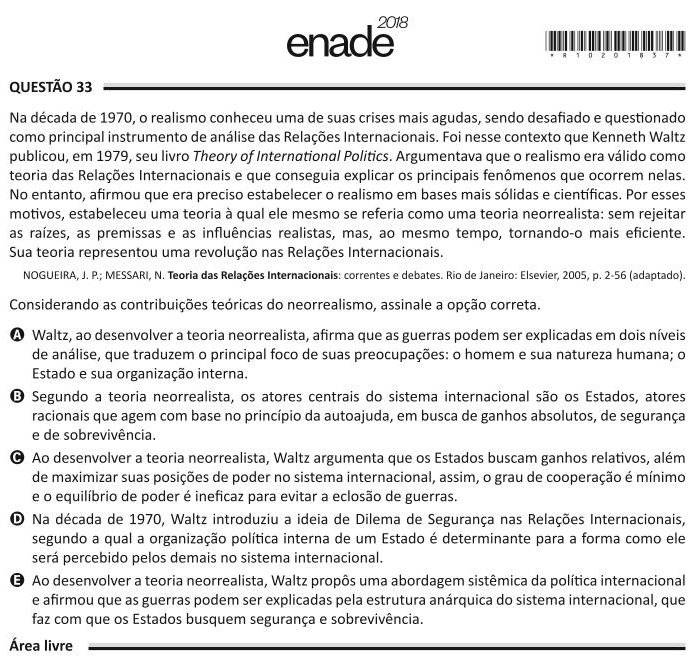 enade 2018
* R 1 0 2 0 1 8 3 7 *
QUESTÃO 33
Na década de 1970, o realismo conheceu uma de suas crises mais agudas, sendo desafiado e questionado
como principal instrumento de análise das Relações Internacionais. Foi nesse contexto que Kenneth Waltz
publicou, em 1979, seu livro Theory of International Politics. Argumentava que o realismo era válido como
teoria das Relações Internacionais e que conseguia explicar os principais fenômenos que ocorrem nelas.
No entanto, afirmou que era preciso estabelecer o realismo em bases mais sólidas e científicas. Por esses
motivos, estabeleceu uma teoria à qual ele mesmo se referia como uma teoria neorrealista: sem rejeitar
as raízes, as premissas e as influências realistas, mas, ao mesmo tempo, tornando-o mais eficiente.
Sua teoria representou uma revolução nas Relações Internacionais.
NOGUEIRA, J. P.; MESSARI, N. Teoria das Relações Internacionais: correntes e debates. Rio de Janeiro: Elsevier, 2005, p. 2-56 (adaptado).
Considerando as contribuições teóricas do neorrealismo, assinale a opção correta.
A Waltz, ao desenvolver a teoria neorrealista, afirma que as guerras podem ser explicadas em dois níveis
de análise, que traduzem o principal foco de suas preocupações: o homem e sua natureza humana; o
Estado e sua organização interna.
B Segundo a teoria neorrealista, os atores centrais do sistema internacional são os Estados, atores
racionais que agem com base no princípio da autoajuda, em busca de ganhos absolutos, de segurança
e de sobrevivência.
C Ao desenvolver a teoria neorrealista, Waltz argumenta que os Estados buscam ganhos relativos, além
de maximizar suas posições de poder no sistema internacional, assim, o grau de cooperação é mínimo
e o equilíbrio de poder é ineficaz para evitar a eclosão de guerras.
D Na década de 1970, Waltz introduziu a ideia de Dilema de Segurança nas Relações Internacionais,
segundo a qual a organização política interna de um Estado é determinante para a forma como ele
será percebido pelos demais no sistema internacional.
E Ao desenvolver a teoria neorrealista, Waltz propôs uma abordagem sistêmica da política internacional
e afirmou que as guerras podem ser explicadas pela estrutura anárquica do sistema internacional, que
faz com que os Estados busquem segurança e sobrevivência.
Área livre